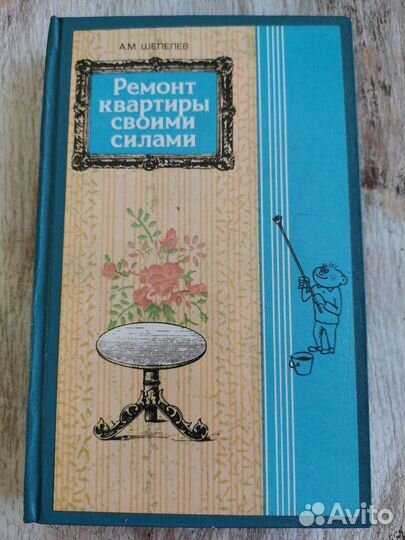 А.М. ШЕПЕЛЕВ
Ремонт
квартиры
своими
силами
Avito